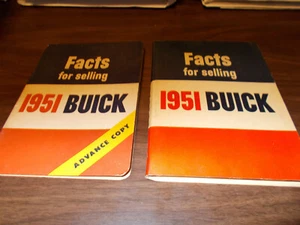 Facts
for selling
1951 BUICK
ADVANCE COPY
Facts
for selling
1951 BUICK